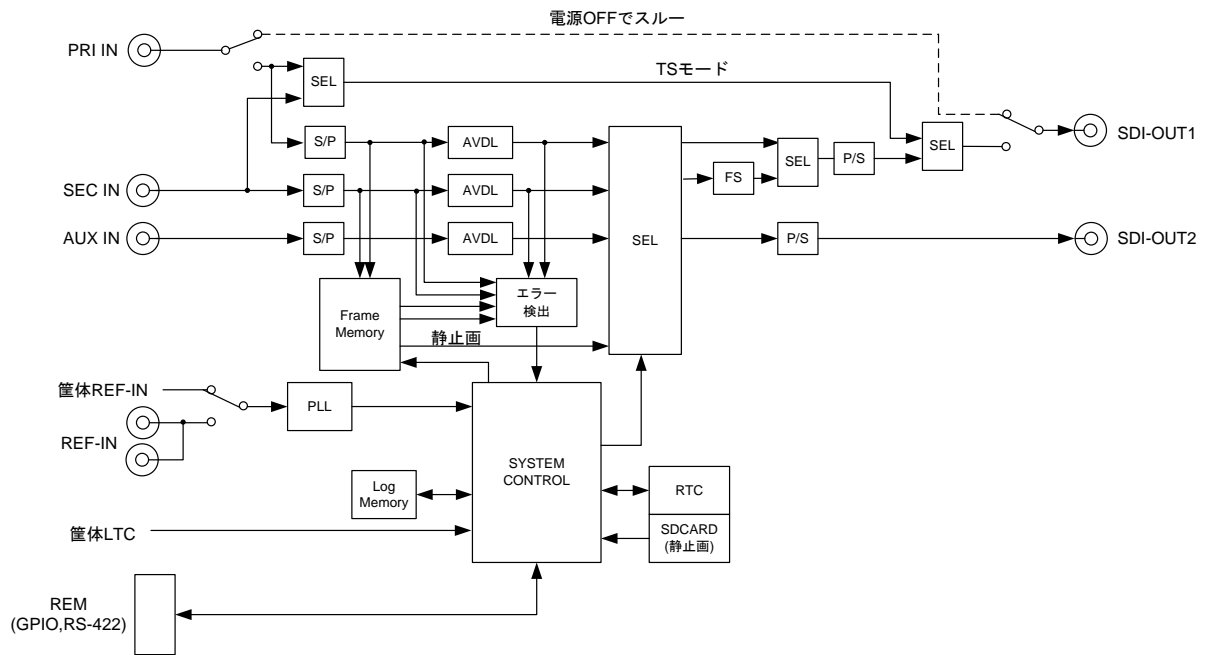 電源OFFでスルー
PRI IN
SEL
TSモード
SEL
SDI-OUT1
S/P
AVDL
SEL
P/S
FS
SEC IN
S/P
AVDL
AUX IN
S/P
AVDL
SEL
P/S
SDI-OUT2
Frame
Memory
エラー
検出
静止画
筐体REF-IN
PLL
REF-IN
SYSTEM
CONTROL
Log
Memory
RTC
筐体LTC
SDCARD
(静止画)
REM
(GPIO,RS-422)